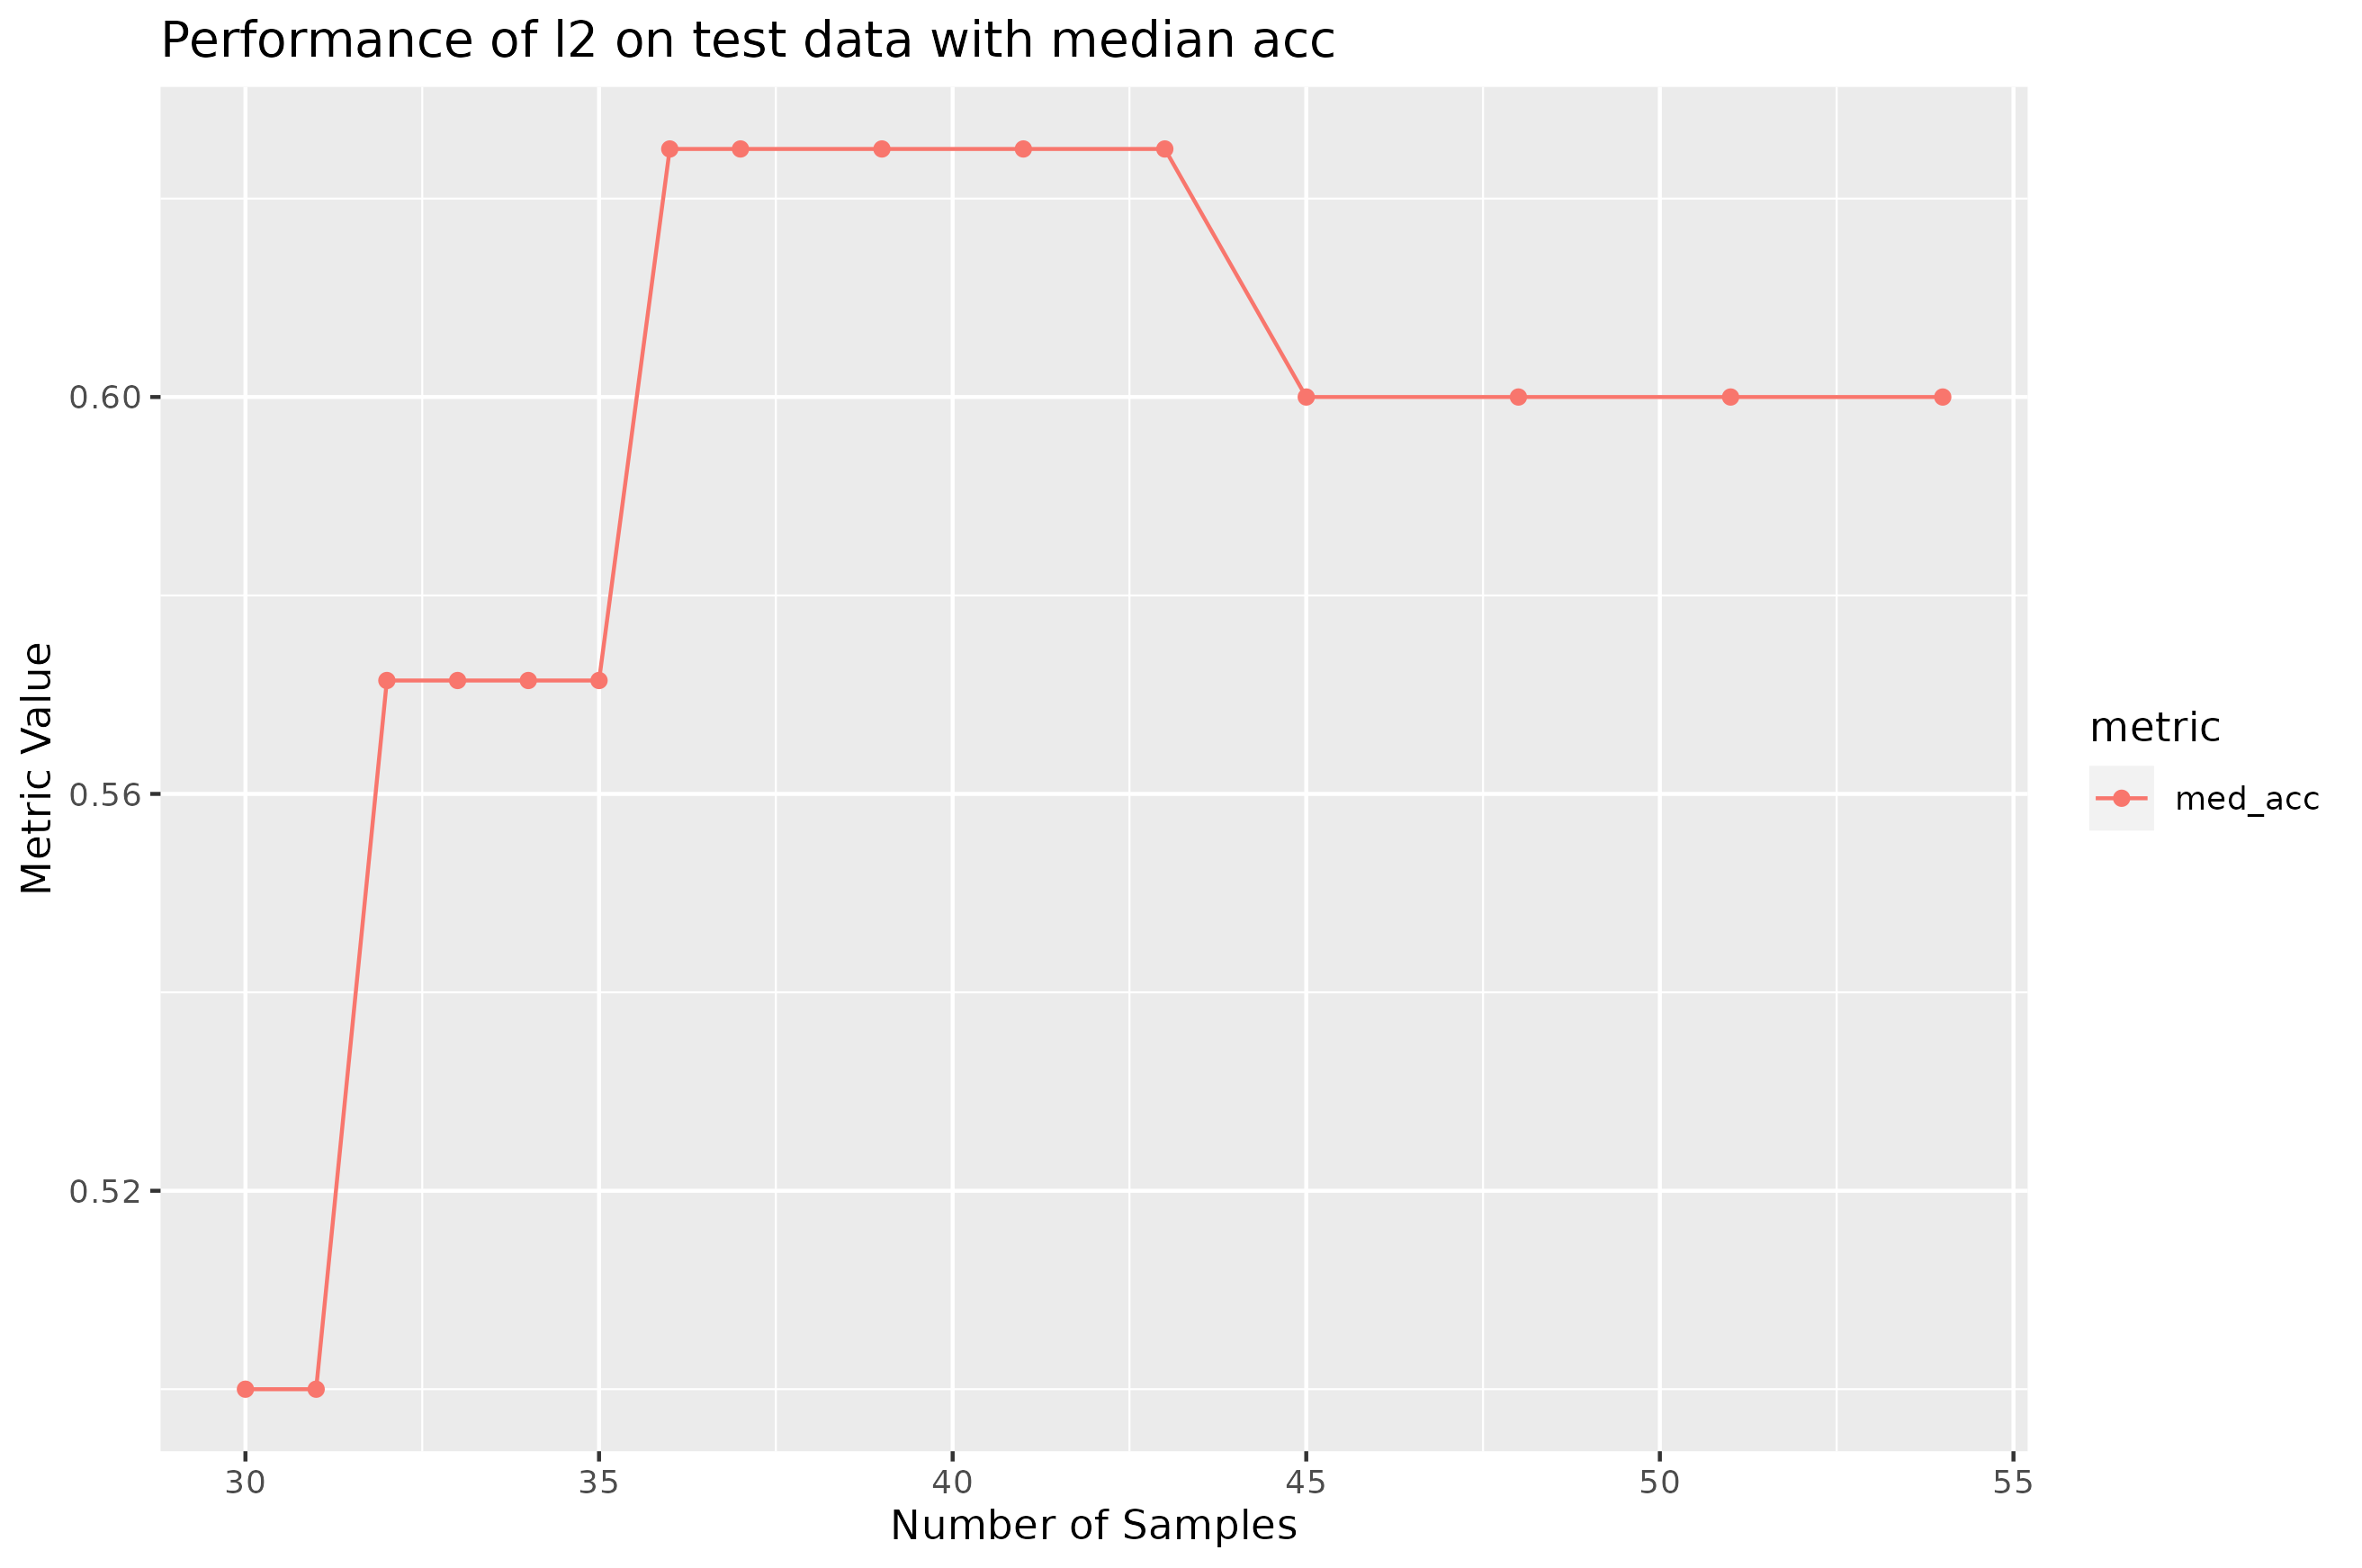 Performance of l2 on test data with median acc
0.60
0.56
0.52
Metric Value
30 35 40 45 50 55
Number of Samples
metric
med_acc